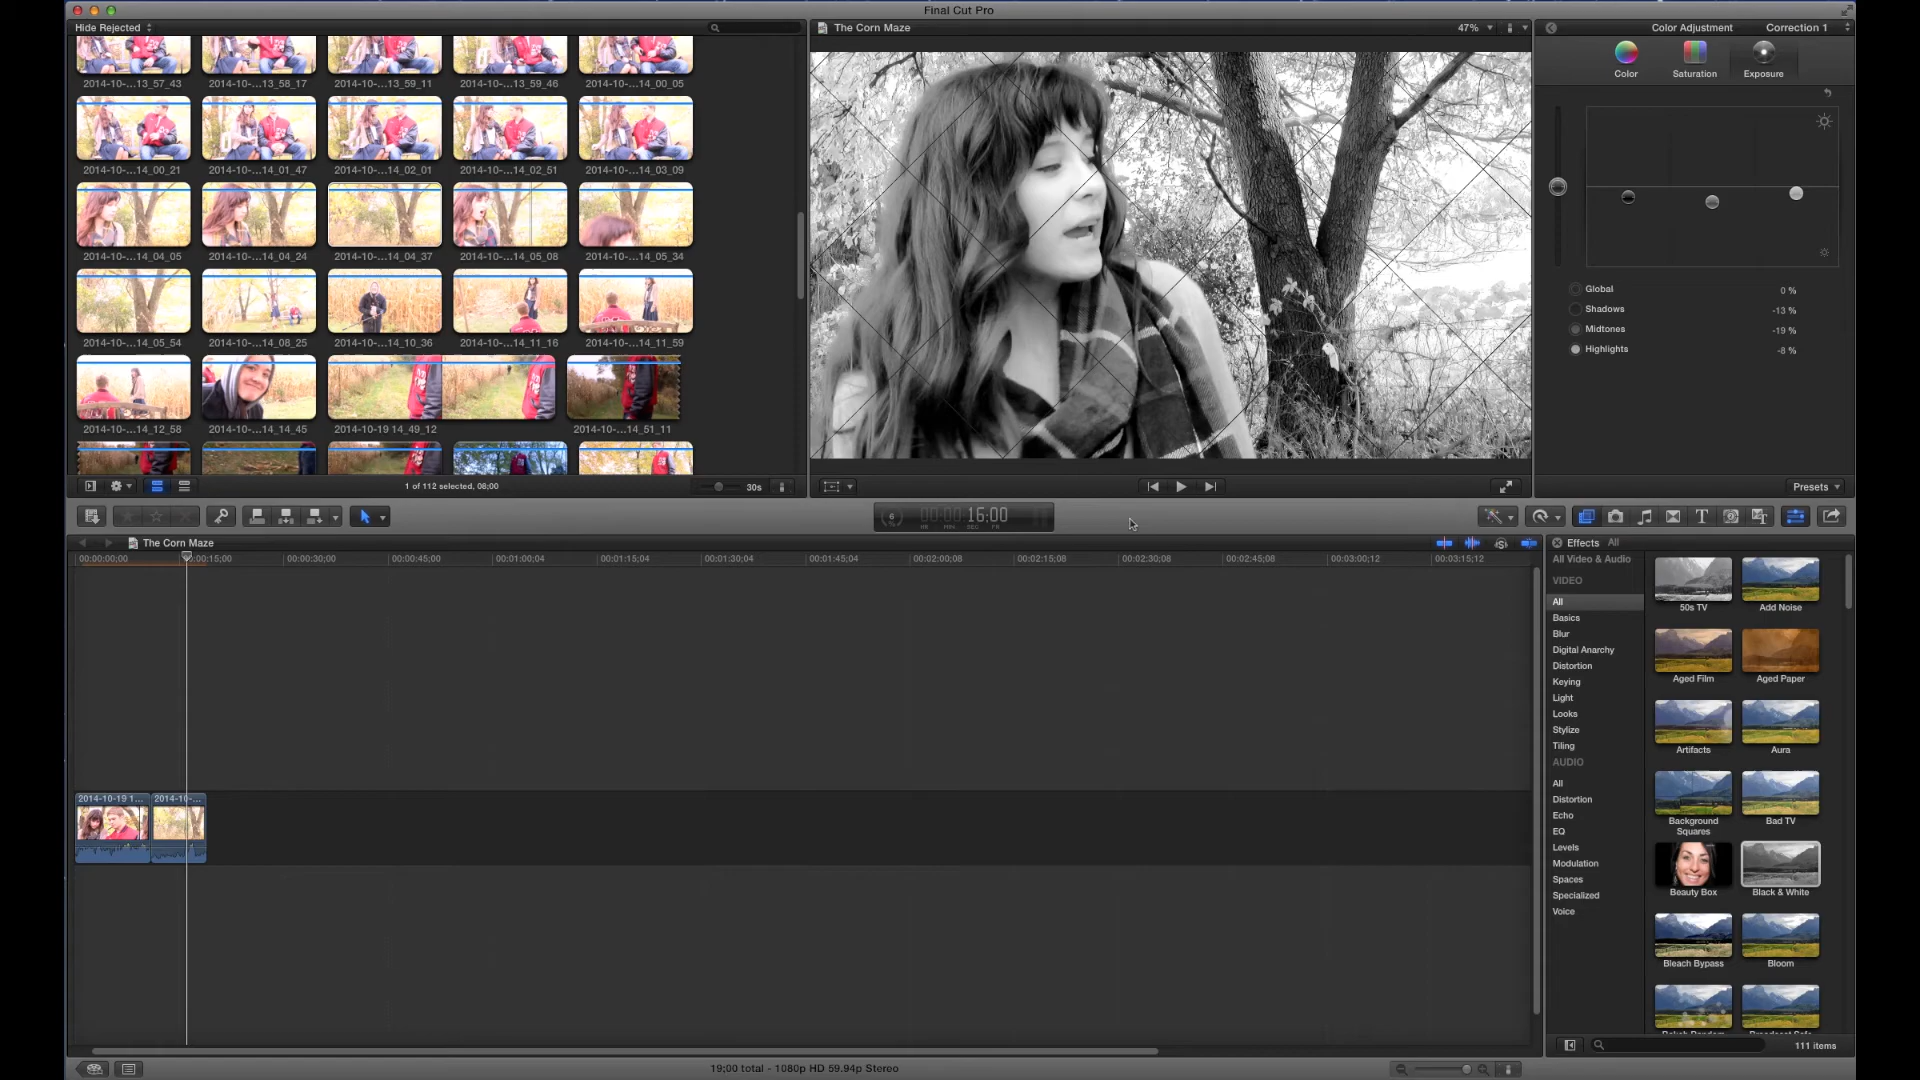 Final Cut Pro
Hide Rejected
The Corn Maze
47%
Color Adjustment
Correction 1
Color
Saturation
Exposure
2014-10-...13_57_43
2014-10-...13_58_17
2014-10-...13_59_11
2014-10-...13_59_46
2014-10-...14_00_05
2014-10-...14_00_21
2014-10-...14_01_47
2014-10-...14_02_01
2014-10-...14_02_51
2014-10-...14_03_09
2014-10-...14_04_05
2014-10-...14_04_24
2014-10-...14_04_37
2014-10-...14_05_08
2014-10-...14_05_34
2014-10-...14_05_54
2014-10-...14_08_25
2014-10-...14_10_36
2014-10-...14_11_16
2014-10-...14_11_59
2014-10-...14_12_58
2014-10-...14_14_45
2014-10-19 14_49_12
2014-10-...14_51_11
Global 0 %
Shadows -13 %
Midtones -19 %
Highlights -8 %
1 of 112 selected, 08;00
30s
Presets
6
00:00:16:00
HR MIN SEC FR
The Corn Maze
00:00:00;00
00:00:15;00
00:00:30;00
00:00:45;00
00:01:00;04
00:01:15;04
00:01:30;04
00:01:45;04
00:02:00;08
00:02:15;08
00:02:30;08
00:02:45;08
00:03:00;12
00:03:15;12
2014-10-19 1...
2014-10-...
Effects All
All Video & Audio
VIDEO
All
Basics
Blur
Digital Anarchy
Distortion
Keying
Light
Looks
Stylize
Tiling
AUDIO
All
Distortion
Echo
EQ
Levels
Modulation
Spaces
Specialized
Voice
50s TV
Add Noise
Aged Film
Aged Paper
Artifacts
Aura
Background Squares
Bad TV
Beauty Box
Black & White
Bleach Bypass
Bloom
111 items
19;00 total - 1080p HD 59.94p Stereo